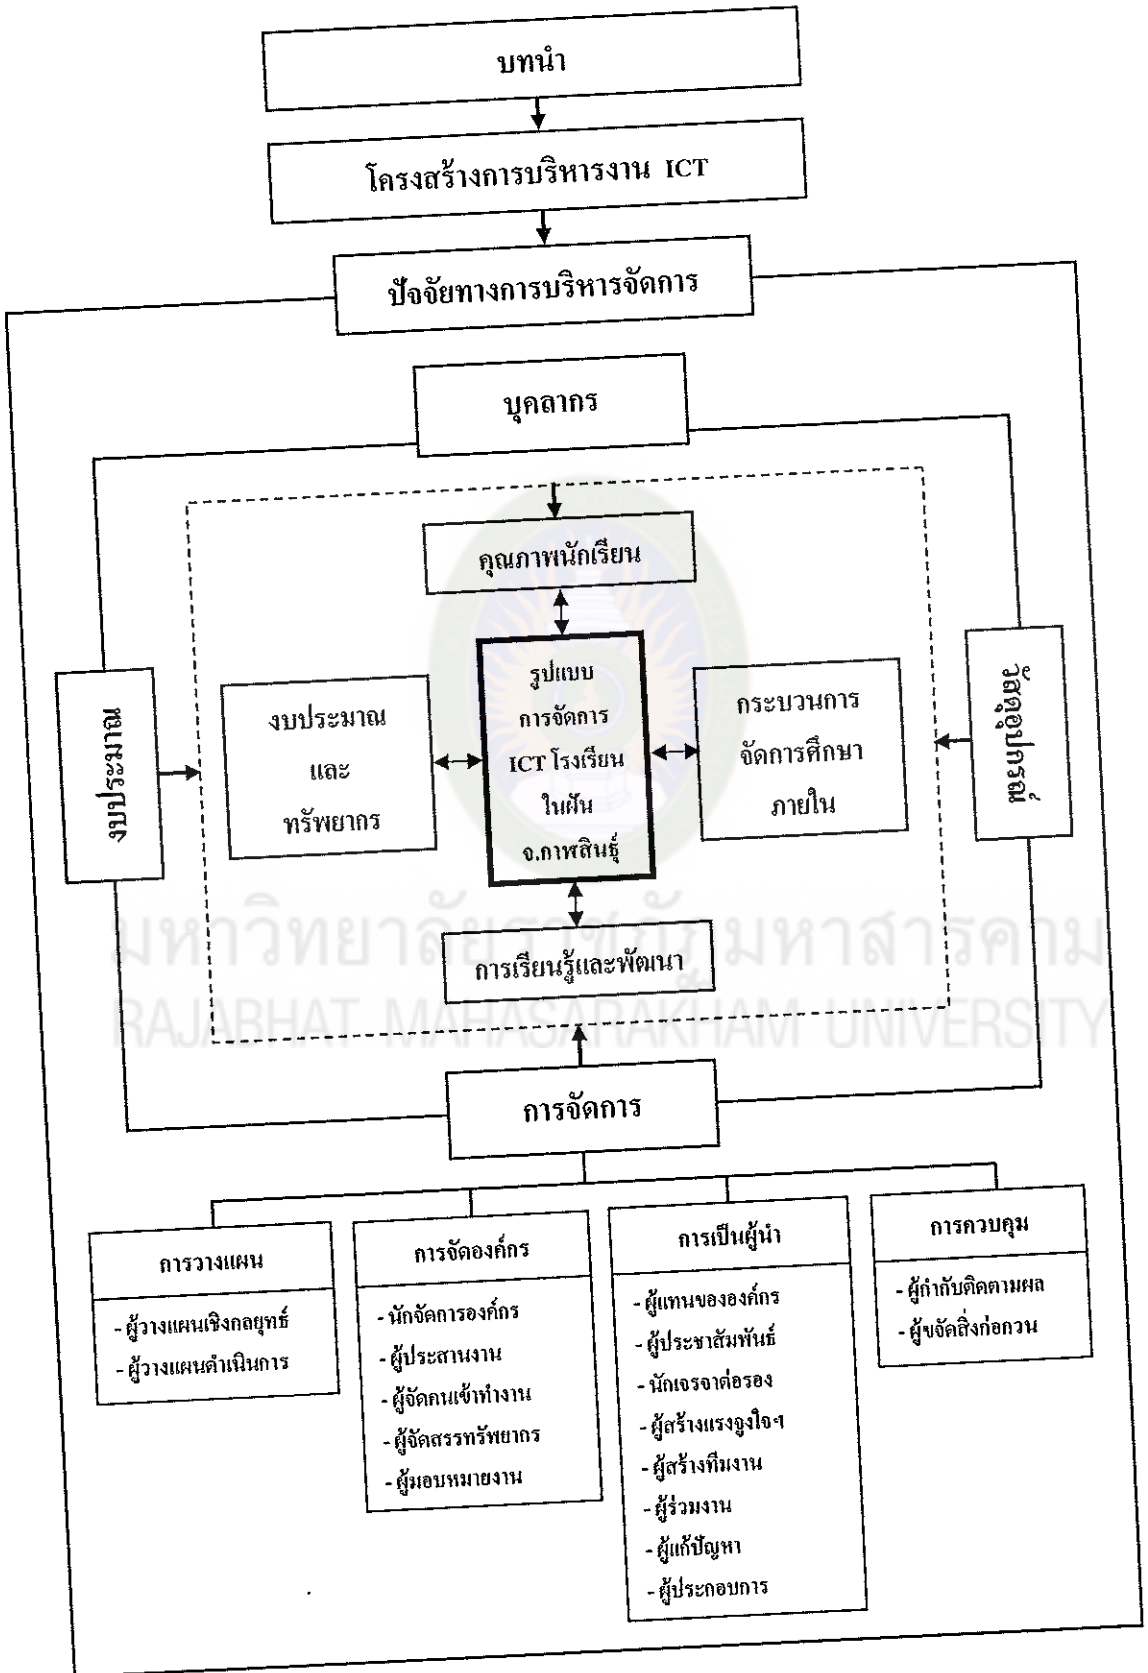 บทนำ
โครงสร้างการบริหารงาน ICT
ปัจจัยทางการบริหารจัดการ
บุคลากร
คุณภาพนักเรียน
งบประมาณ
งบประมาณ
และ
ทรัพยากร
รูปแบบ
การจัดการ
ICT โรงเรียน
ในฝัน
จ.กาฬสินธุ์
กระบวนการ
จัดการศึกษา
ภายใน
วัสดุอุปกรณ์
การเรียนรู้และพัฒนา
มหาวิทยาลัยราชภัฏมหาสารคาม
RAJABHAT MAHASARAKHAM UNIVERSITY
การจัดการ
การวางแผน
- ผู้วางแผนเชิงกลยุทธ์
- ผู้วางแผนดำเนินการ
การจัดองค์กร
- นักจัดการองค์กร
- ผู้ประสานงาน
- ผู้จัดคนเข้าทำงาน
- ผู้จัดสรรทรัพยากร
- ผู้มอบหมายงาน
การเป็นผู้นำ
- ผู้แทนขององค์กร
- ผู้ประชาสัมพันธ์
- นักเจรจาต่อรอง
- ผู้สร้างแรงจูงใจฯ
- ผู้สร้างทีมงาน
- ผู้ร่วมงาน
- ผู้แก้ปัญหา
- ผู้ประกอบการ
การควบคุม
- ผู้กำกับติดตามผล
- ผู้ขจัดสิ่งก่อกวน